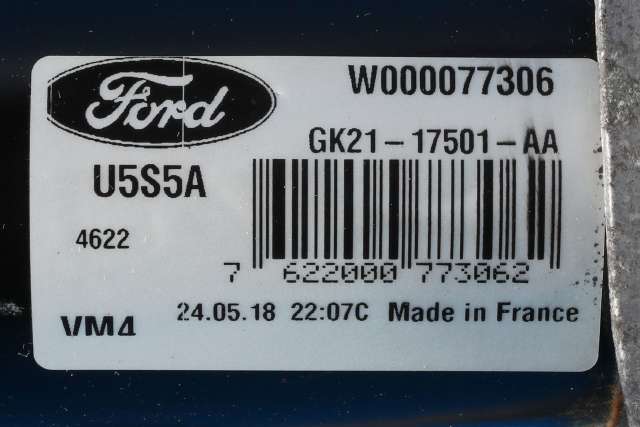 Ford
W000077306
GK21-17501-AA
U5S5A
4622
7 622000 773062
VM4
24.05.18 22:07C Made in France